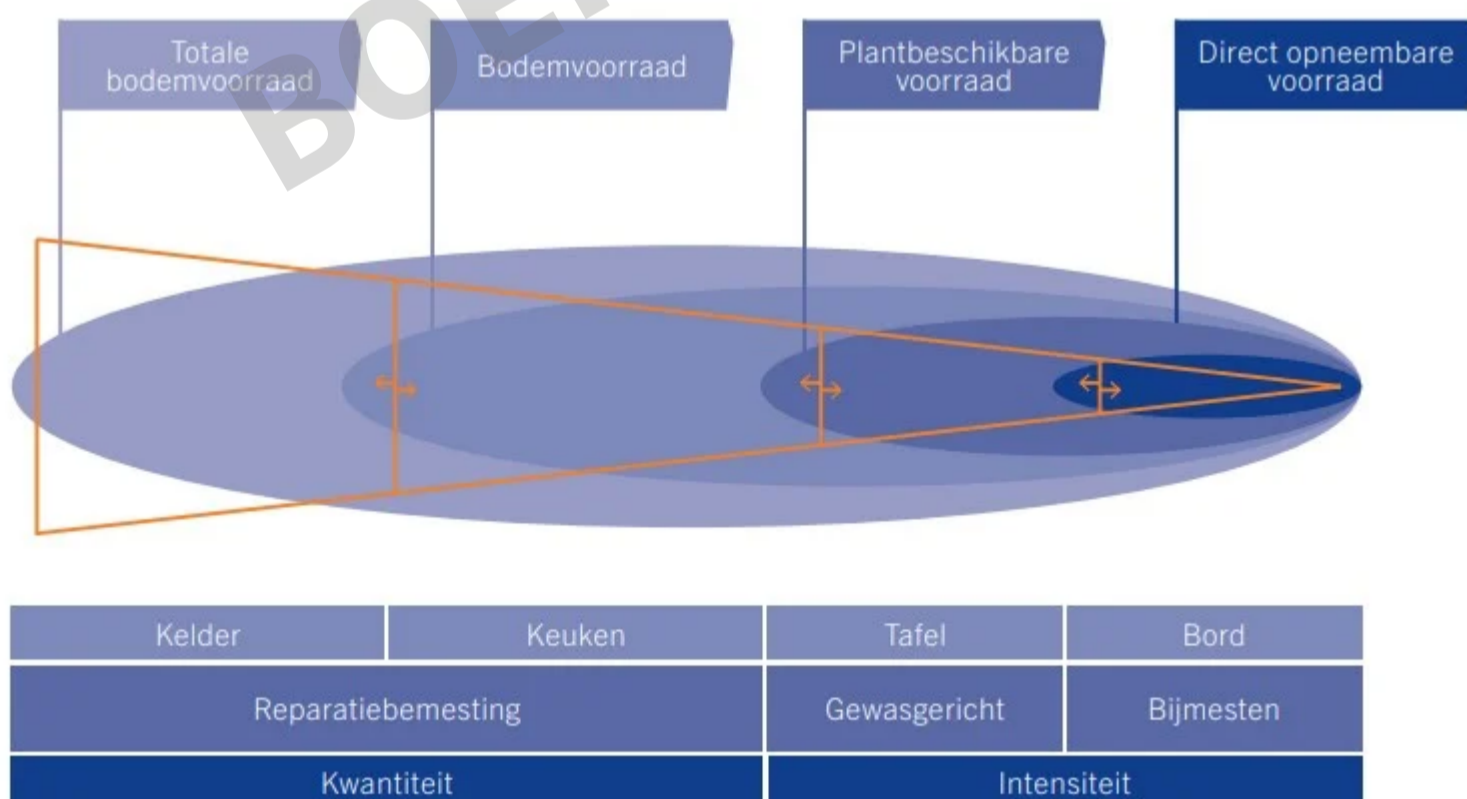 Totale
bodemvoorraad
Bodemvoorraad
Plantbeschikbare
voorraad
Direct opneembare
voorraad
Kelder
Keuken
Tafel
Bord
Reparatiebemesting
Gewasgericht
Bijmesten
Kwantiteit
Intensiteit